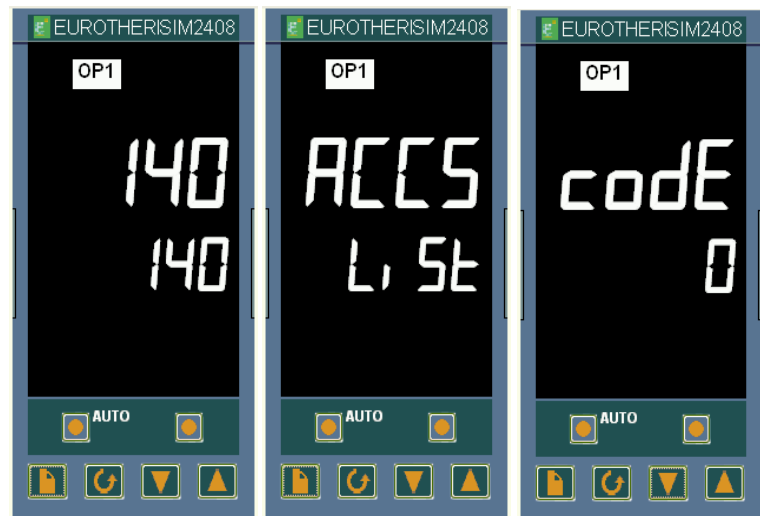 EUROTHERISIM2408
OP1
140
140
AUTO
EUROTHERISIM2408
OP1
ACCS
LiSt
AUTO
EUROTHERISIM2408
OP1
codE
0
AUTO